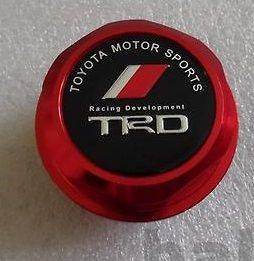 TOYOTA MOTOR SPORTS
Racing Development
TRD